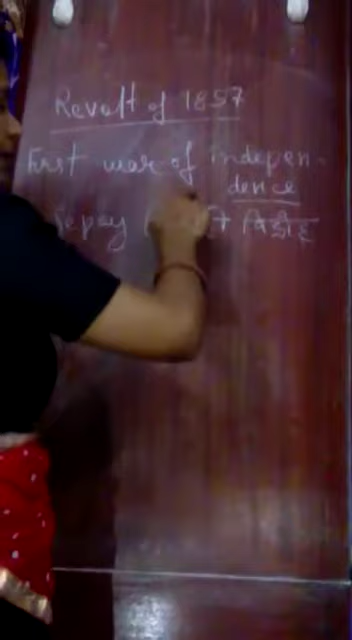 Revolt of 1857
First war of indepen-
dence
Sepoy